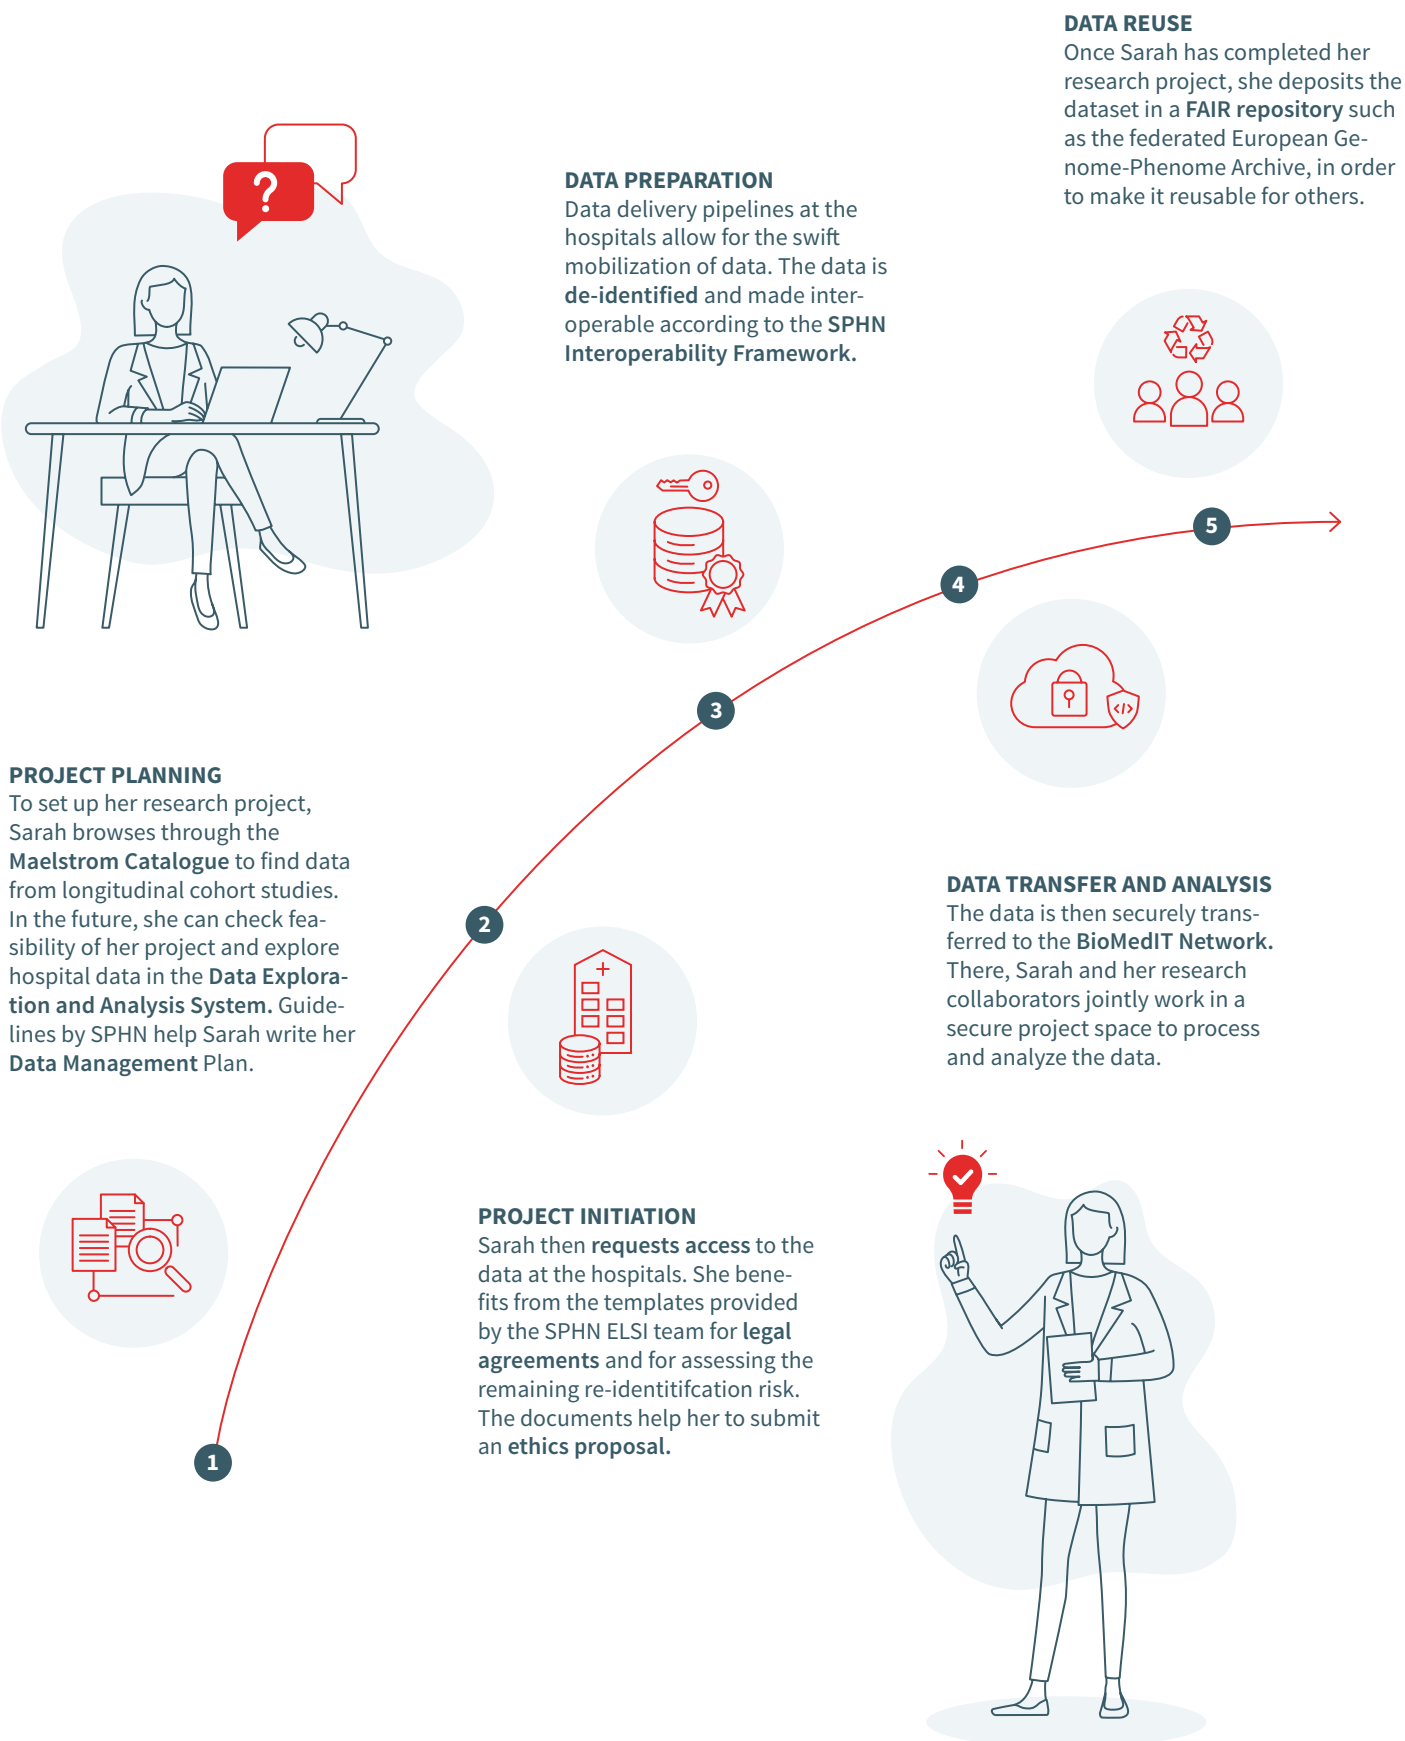 ?
PROJECT PLANNING
To set up her research project,
Sarah browses through the
Maelstrom Catalogue to find data
from longitudinal cohort studies.
In the future, she can check fea-
sibility of her project and explore
hospital data in the Data Explora-
tion and Analysis System. Guide-
lines by SPHN help Sarah write her
Data Management Plan.
1
2
PROJECT INITIATION
Sarah then requests access to the
data at the hospitals. She bene-
fits from the templates provided
by the SPHN ELSI team for legal
agreements and for assessing the
remaining re-identitifcation risk.
The documents help her to submit
an ethics proposal.
DATA PREPARATION
Data delivery pipelines at the
hospitals allow for the swift
mobilization of data. The data is
de-identified and made inter-
operable according to the SPHN
Interoperability Framework.
3
4
</>
DATA TRANSFER AND ANALYSIS
The data is then securely trans-
ferred to the BioMedIT Network.
There, Sarah and her research
collaborators jointly work in a
secure project space to process
and analyze the data.
DATA REUSE
Once Sarah has completed her
research project, she deposits the
dataset in a FAIR repository such
as the federated European Ge-
nome-Phenome Archive, in order
to make it reusable for others.
5